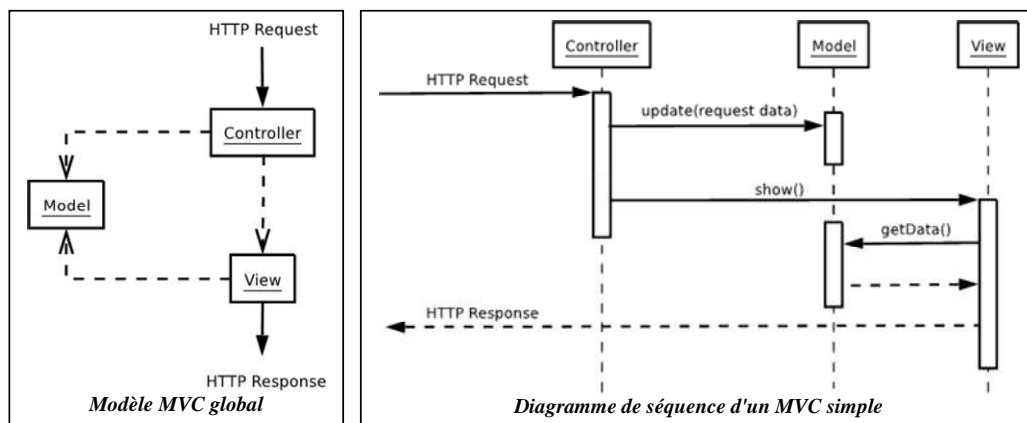 HTTP Request
Controller
Model
View
HTTP Response
Modèle MVC global
Controller
Model
View
HTTP Request
update(request data)
show()
getData()
HTTP Response
Diagramme de séquence d'un MVC simple